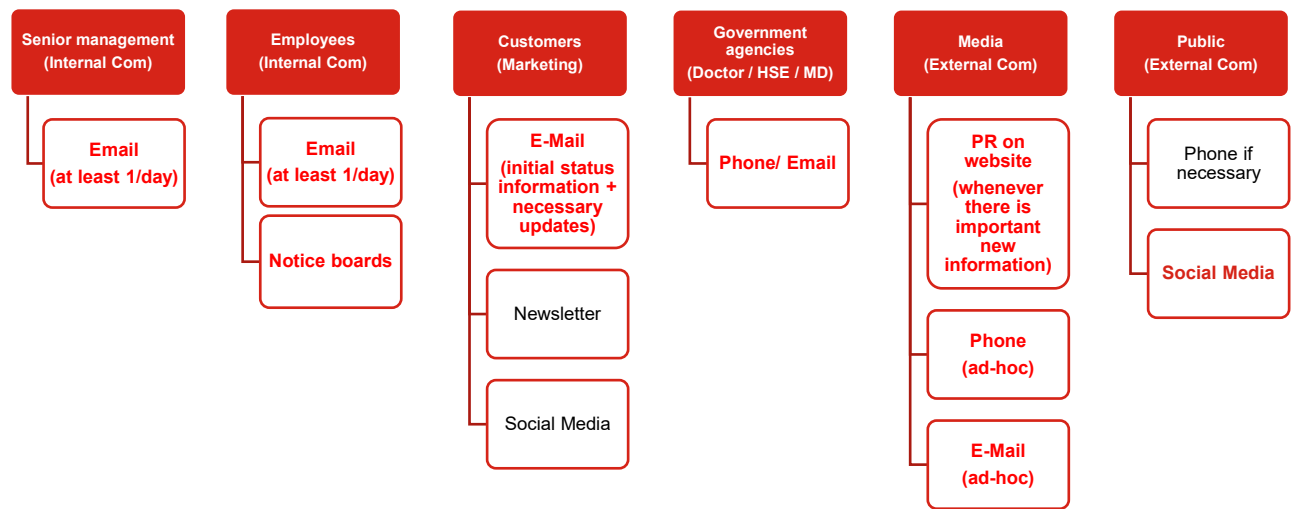 Senior management
(Internal Com)
Email
(at least 1/day)
Employees
(Internal Com)
Email
(at least 1/day)
Notice boards
Customers
(Marketing)
E-Mail
(initial status
information +
necessary
updates)
Newsletter
Social Media
Government
agencies
(Doctor / HSE / MD)
Phone/ Email
Media
(External Com)
PR on
website
(whenever
there is
important
new
information)
Phone
(ad-hoc)
E-Mail
(ad-hoc)
Public
(External Com)
Phone if
necessary
Social Media